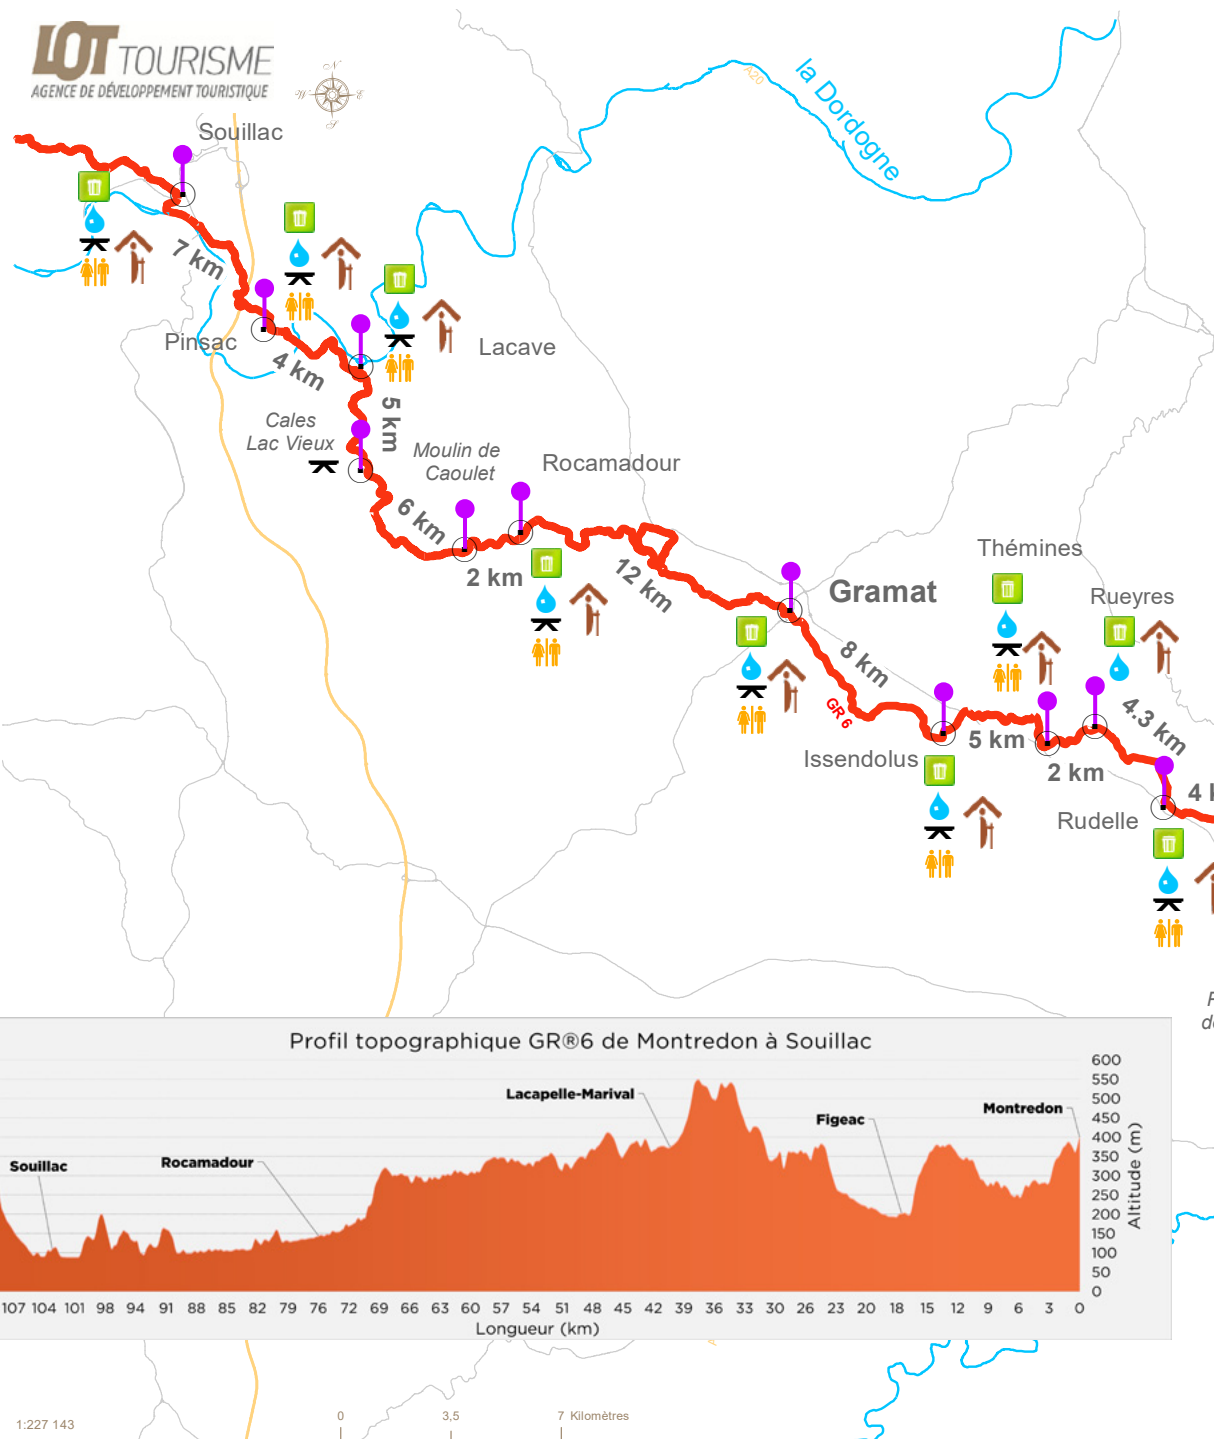 LOT TOURISME
AGENCE DE DÉVELOPPEMENT TOURISTIQUE
N
W E
S
A20
la Dordogne
Souillac
7 km
Pinsac
4 km
Lacave
5 km
Cales
Lac Vieux
Moulin de
Caoulet
Rocamadour
6 km
2 km
12 km
Gramat
Thémines
Rueyres
8 km
GR 6
4.3 km
Issendolus
5 km
2 km
4 k
Rudelle
Profil topographique GR®6 de Montredon à Souillac
600
550
500
450
400
350
300
250
200
150
100
50
0
Altitude (m)
Lacapelle-Marival
Montredon
Figeac
Souillac
Rocamadour
107 104 101 98 94 91 88 85 82 79 76 72 69 66 63 60 57 54 51 48 45 42 39 36 33 30 26 23 20 18 15 12 9 6 3 0
Longueur (km)
1:227 143
0 3,5 7 Kilomètres